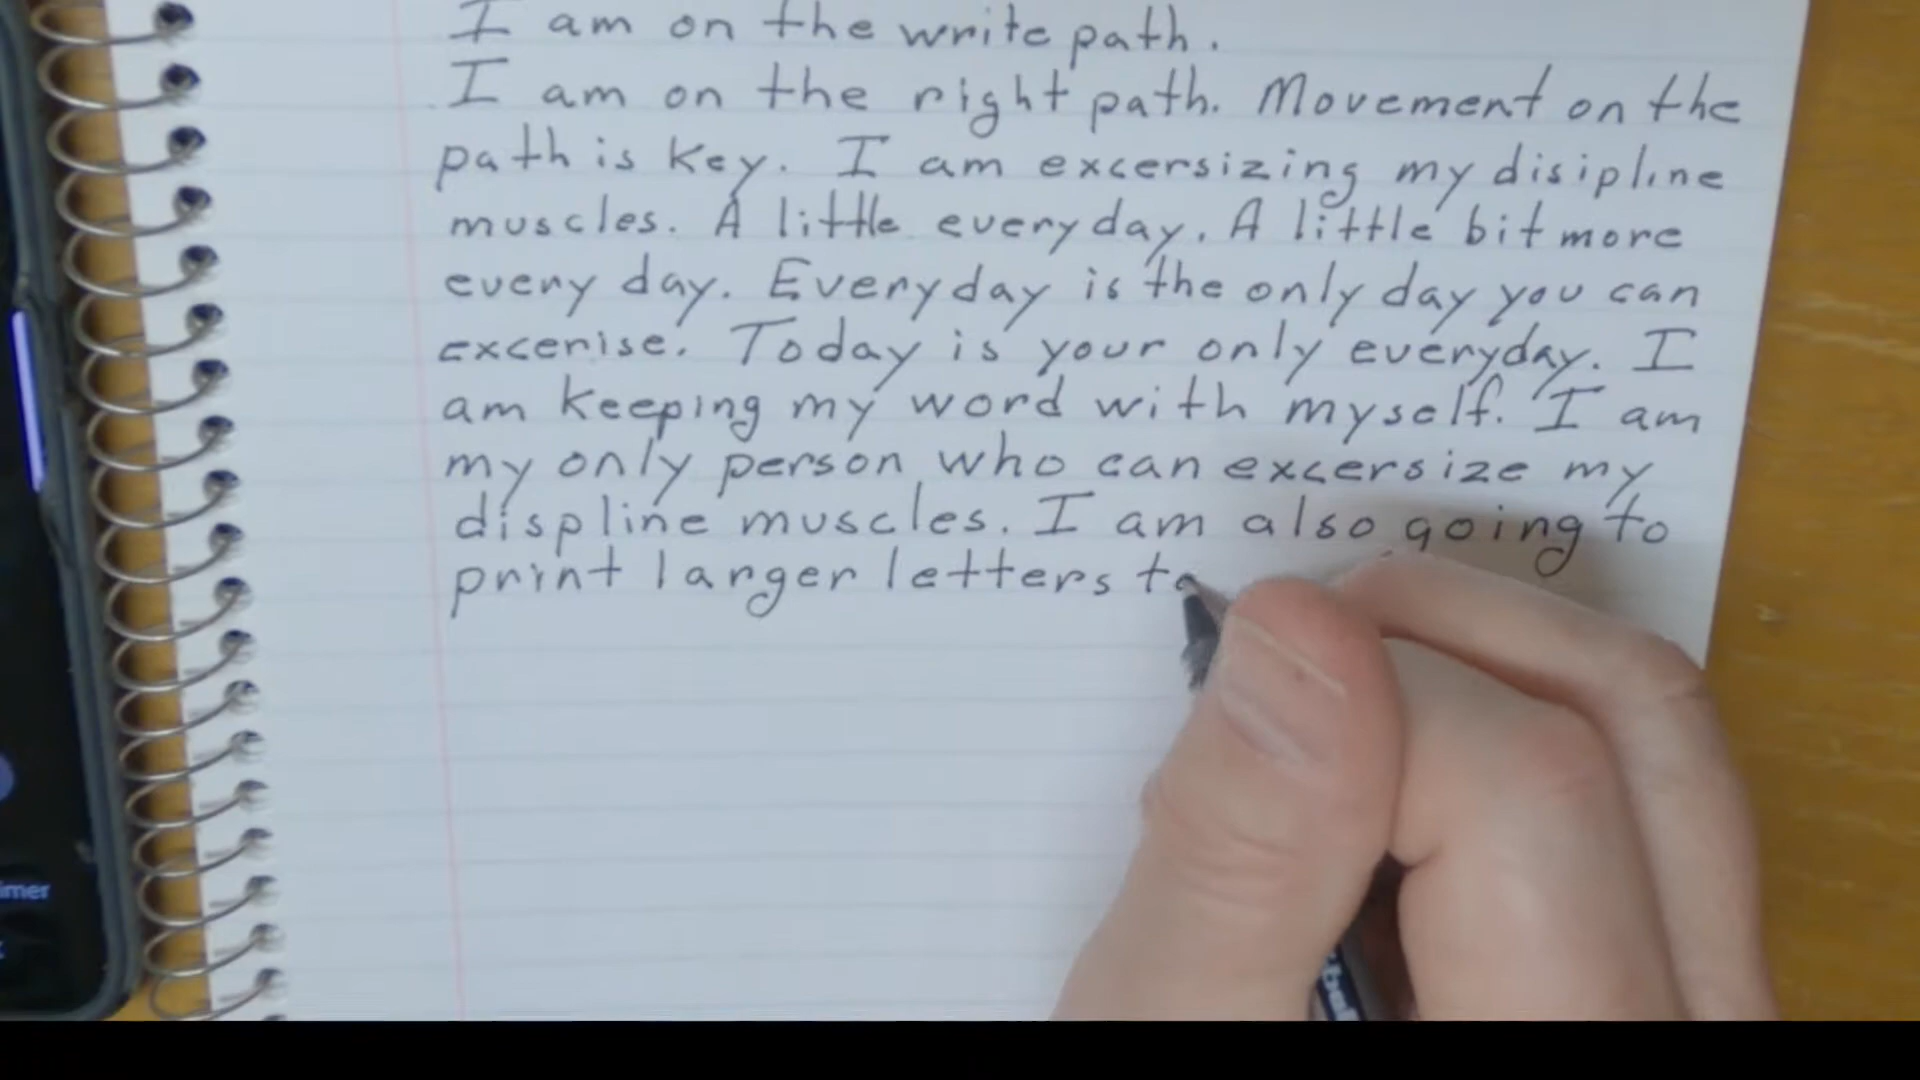 I am on the write path.
I am on the right path. Movement on the
path is key. I am excersizing my disipline
muscles. A little everyday. A little bit more
every day. Everyday is the only day you can
excerise. Today is your only everyday. I
am keeping my word with myself. I am
my only person who can excersize my
displine muscles. I am also going to
print larger letters to